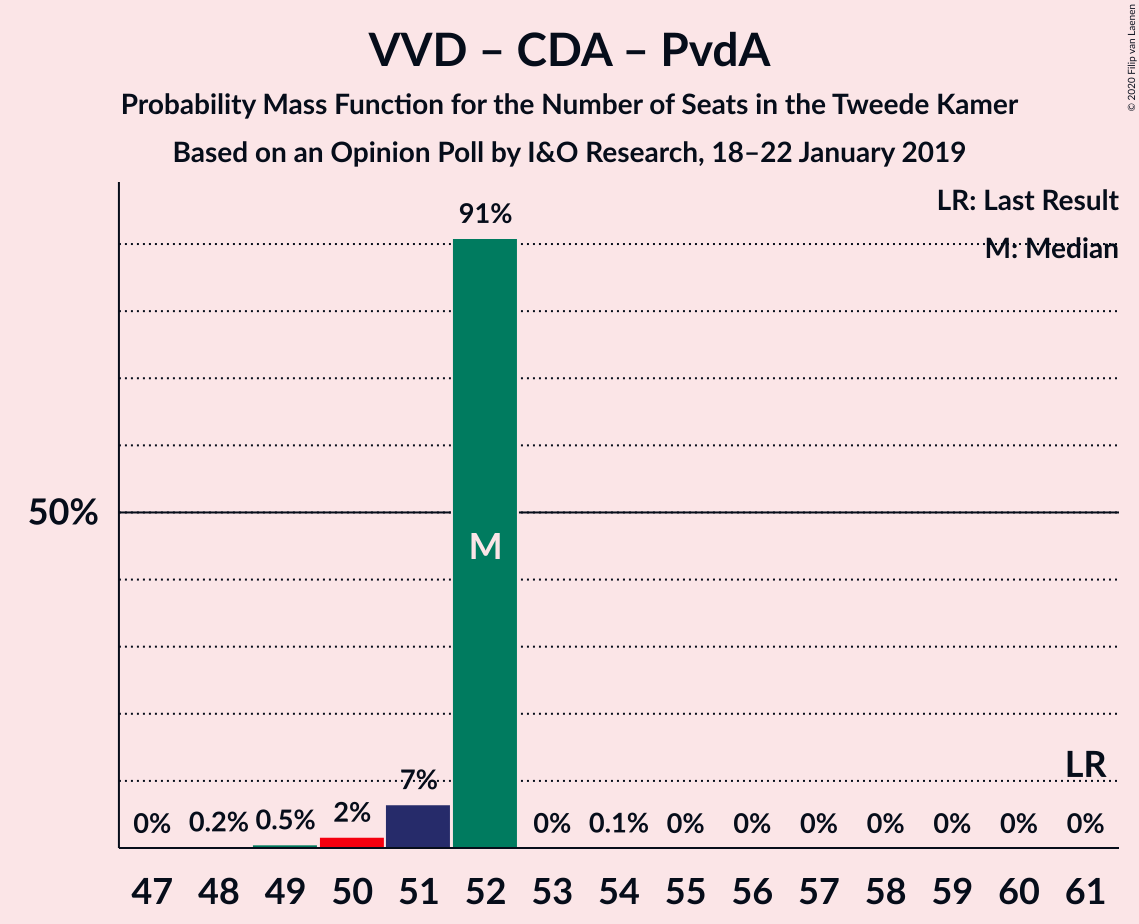 VVD – CDA – PvdA
Probability Mass Function for the Number of Seats in the Tweede Kamer
Based on an Opinion Poll by I&O Research, 18–22 January 2019
© 2020 Filip van Laenen
LR: Last Result
M: Median
91%
50%
M
LR
7%
0% 0.2% 0.5% 2% 0% 0.1% 0% 0% 0% 0% 0% 0% 0%
47 48 49 50 51 52 53 54 55 56 57 58 59 60 61